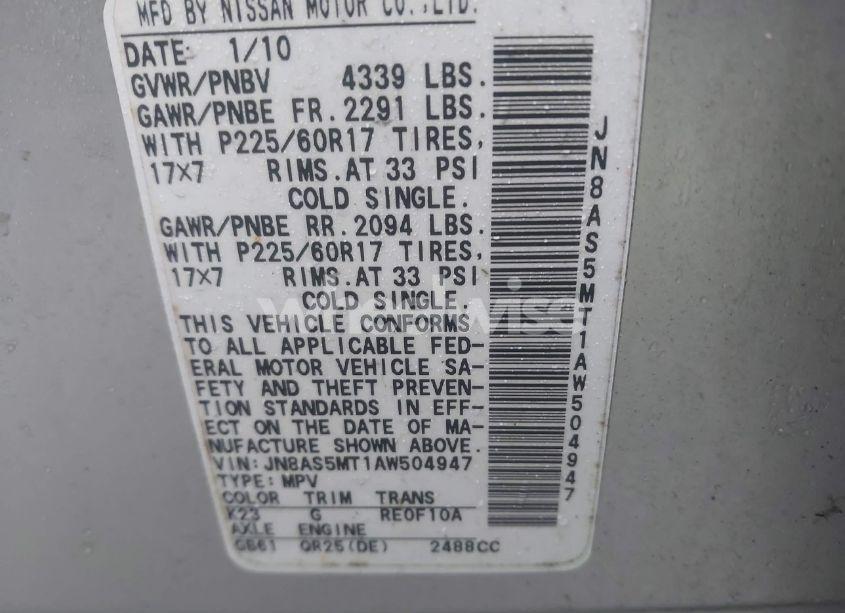 MFD BY NISSAN MOTOR CO.,LTD.
DATE: 1/10
GVWR/PNBV 4339 LBS.
GAWR/PNBE FR.2291 LBS.
WITH P225/60R17 TIRES,
17X7 RIMS.AT 33 PSI
COLD SINGLE.
GAWR/PNBE RR.2094 LBS.
WITH P225/60R17 TIRES,
17X7 RIMS.AT 33 PSI
COLD SINGLE.
THIS VEHICLE CONFORMS
TO ALL APPLICABLE FED-
ERAL MOTOR VEHICLE SA-
FETY AND THEFT PREVEN-
TION STANDARDS IN EFF-
ECT ON THE DATE OF MA-
NUFACTURE SHOWN ABOVE.
VIN:JN8AS5MT1AW504947
TYPE:MPV
COLOR TRIM TRANS
K23 G RE0F10A
AXLE ENGINE
GB61 QR25(DE) 2488CC
JN8AS5MT1AW504947